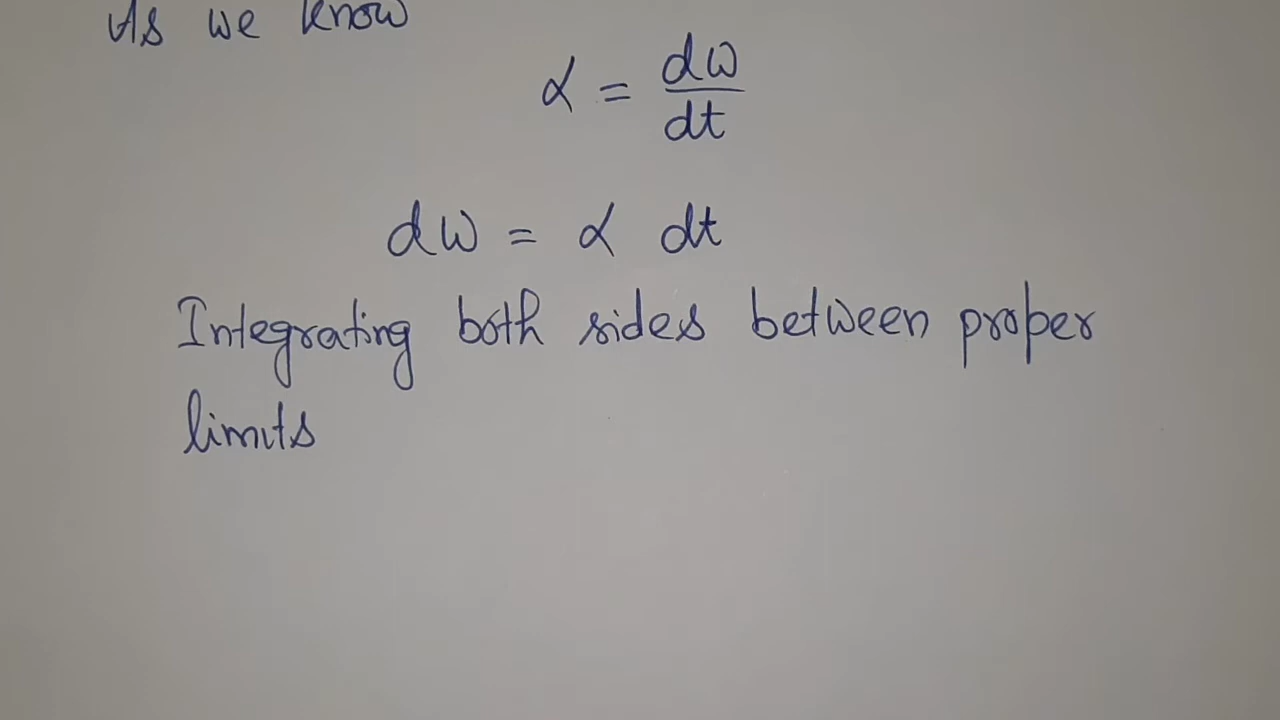 As we know
α = dω/dt
dω = α dt
Integrating both sides between proper
limits